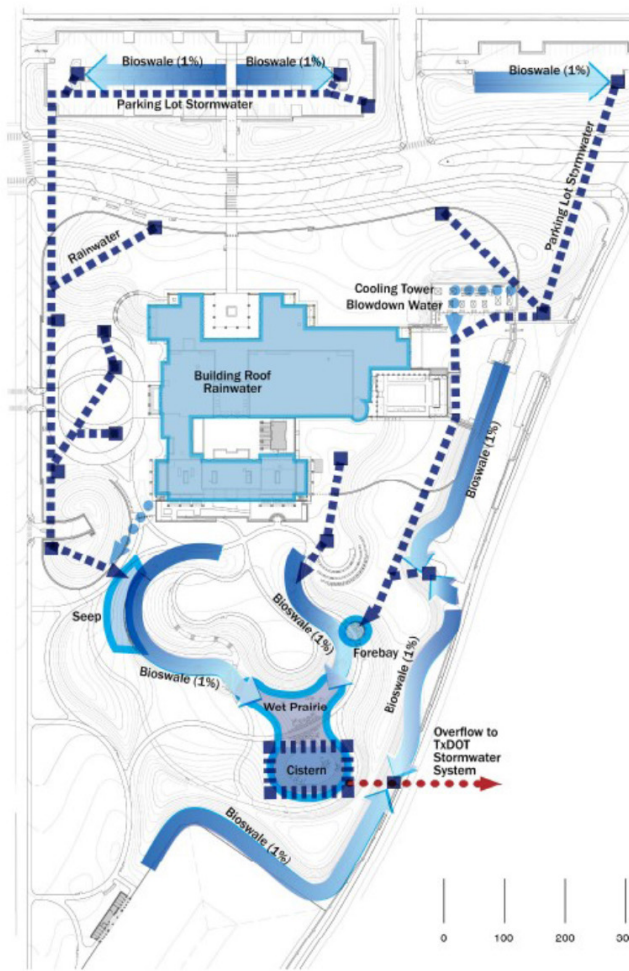 Bioswale (1%)
Bioswale (1%)
Bioswale (1%)
Parking Lot Stormwater
Parking Lot Stormwater
Rainwater
Cooling Tower
Blowdown Water
Building Roof
Rainwater
Bioswale (1%)
Seep
Bioswale (1%)
Bioswale (1%)
Forebay
Bioswale (1%)
Wet Prairie
Overflow to
TxDOT
Stormwater
System
Cistern
Bioswale (1%)
0 100 200 30